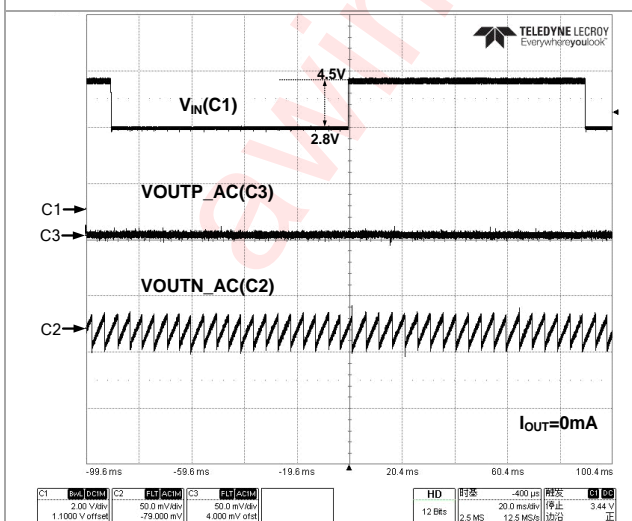 TELEDYNE LECROY
Everywhereyoulook™
4.5V
VIN(C1)
2.8V
VOUTP_AC(C3)
C1
C3
VOUTN_AC(C2)
C2
IOUT=0mA
-99.6 ms -59.6 ms -19.6 ms 20.4 ms 60.4 ms 100.4 ms
C1 BwL DC1M C2 FLT AC1M C3 FLT AC1M HD 时基 -400 µs 触发 C1 DC
2.00 V/div 50.0 mV/div 50.0 mV/div 12 Bits 20.0 ms/div 停止 3.44 V
1.1000 V offset -79.000 mV 4.000 mV ofst 2.5 MS 12.5 MS/s 边沿 正
awin